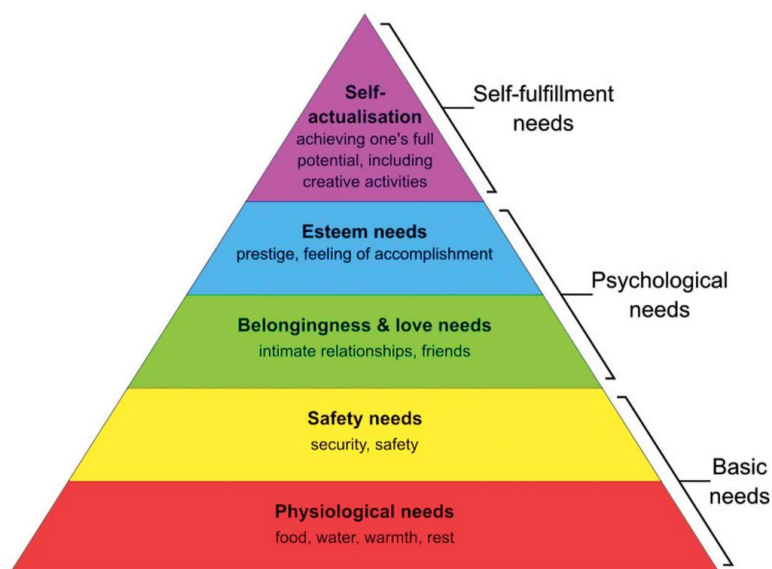 Self-
actualisation
achieving one's full
potential, including
creative activities
Self-fulfillment
needs
Esteem needs
prestige, feeling of accomplishment
Psychological
needs
Belongingness & love needs
intimate relationships, friends
Safety needs
security, safety
Basic
needs
Physiological needs
food, water, warmth, rest